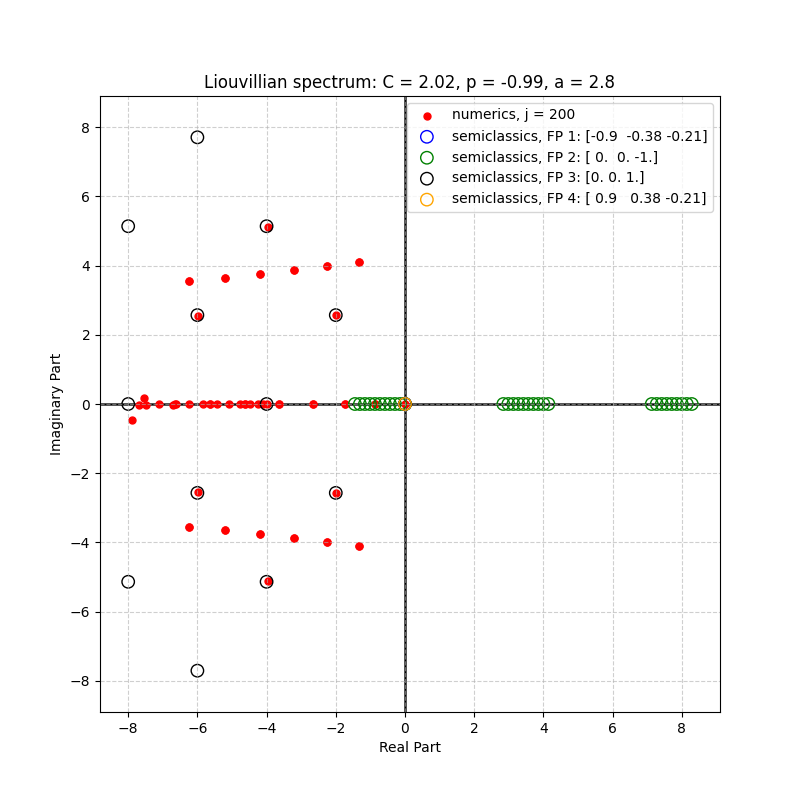 Liouvillian spectrum: C = 2.02, p = -0.99, a = 2.8
numerics, j = 200
semiclassics, FP 1: [-0.9  -0.38 -0.21]
semiclassics, FP 2: [ 0.  0. -1.]
semiclassics, FP 3: [0. 0. 1.]
semiclassics, FP 4: [ 0.9   0.38 -0.21]
Imaginary Part
8
6
4
2
0
−2
−4
−6
−8
−8 −6 −4 −2 0 2 4 6 8
Real Part